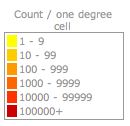 Count / one degree
cell
1 - 9
10 - 99
100 - 999
1000 - 9999
10000 - 99999
100000+